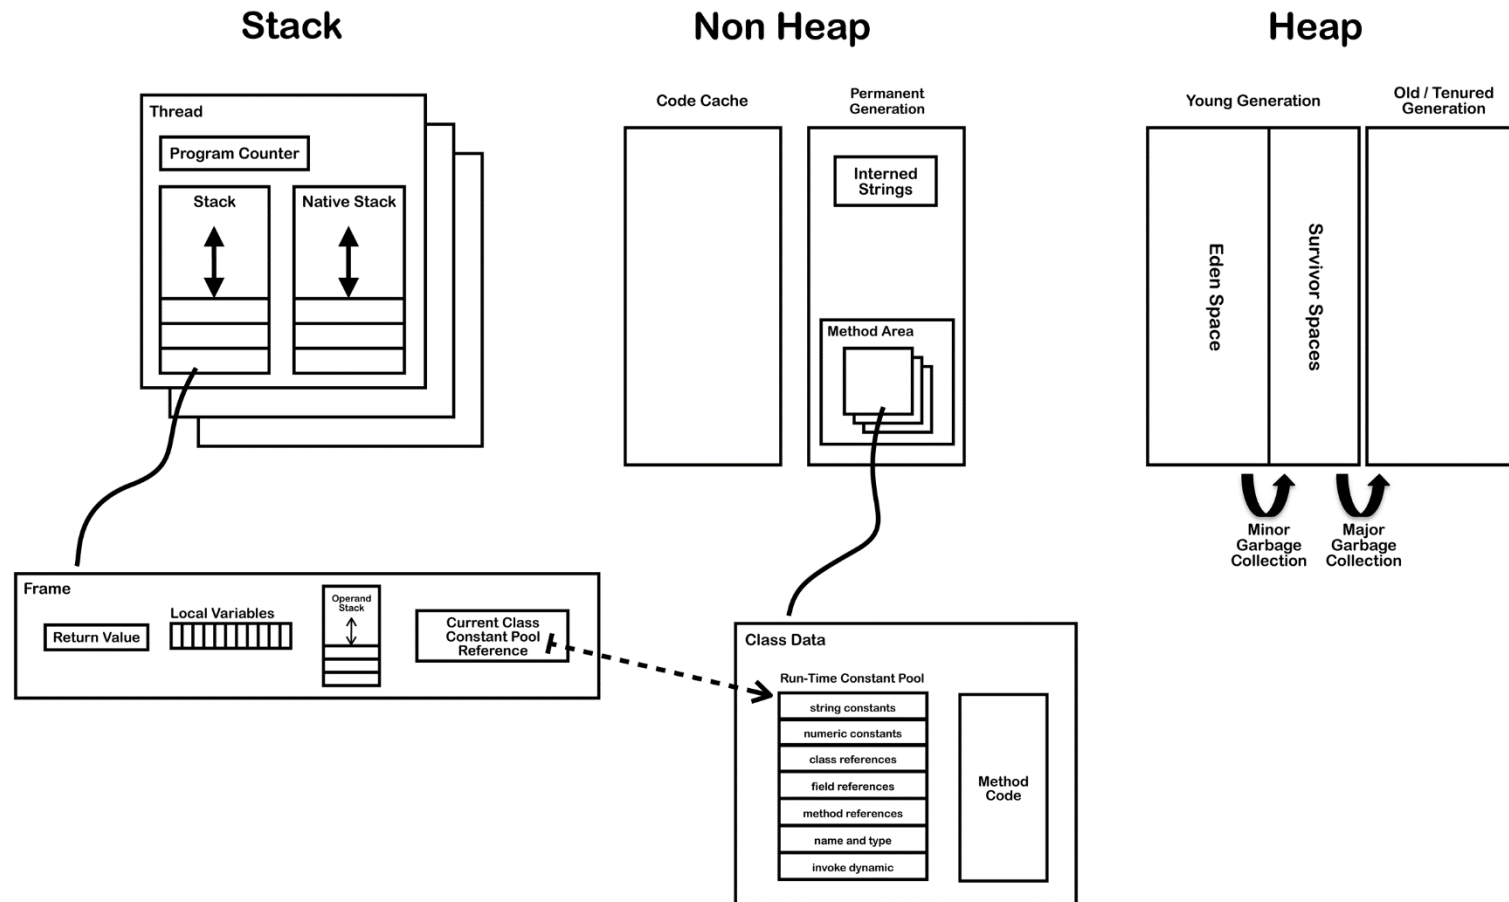 Stack
Non Heap
Heap
Thread
Program Counter
Stack
Native Stack
Code Cache
Permanent
Generation
Interned
Strings
Method Area
Young Generation
Old / Tenured
Generation
Eden Space
Survivor Spaces
Minor
Garbage
Collection
Major
Garbage
Collection
Frame
Return Value
Local Variables
Operand
Stack
Current Class
Constant Pool
Reference
Class Data
Run-Time Constant Pool
string constants
numeric constants
class references
field references
method references
name and type
invoke dynamic
Method
Code